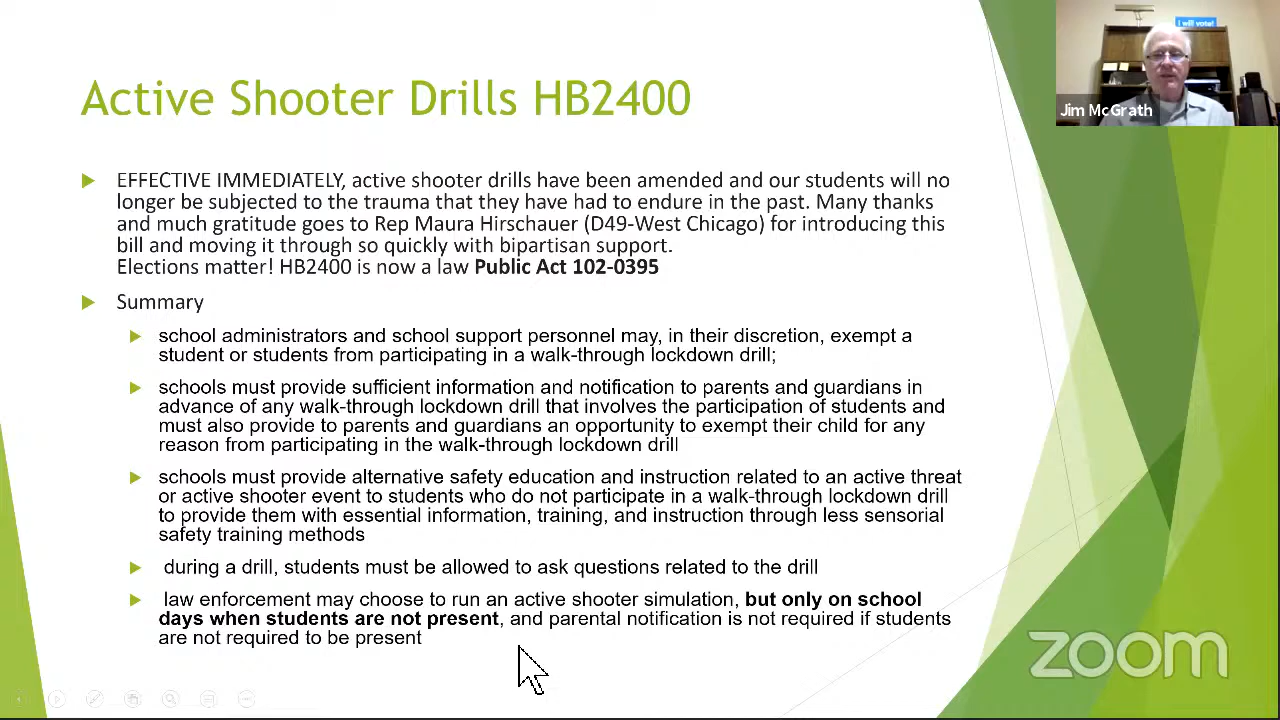 I will vote!
Jim McGrath
Active Shooter Drills HB2400
EFFECTIVE IMMEDIATELY, active shooter drills have been amended and our students will no
longer be subjected to the trauma that they have had to endure in the past. Many thanks
and much gratitude goes to Rep Maura Hirschauer (D49-West Chicago) for introducing this
bill and moving it through so quickly with bipartisan support.
Elections matter! HB2400 is now a law Public Act 102-0395
Summary
school administrators and school support personnel may, in their discretion, exempt a
student or students from participating in a walk-through lockdown drill;
schools must provide sufficient information and notification to parents and guardians in
advance of any walk-through lockdown drill that involves the participation of students and
must also provide to parents and guardians an opportunity to exempt their child for any
reason from participating in the walk-through lockdown drill
schools must provide alternative safety education and instruction related to an active threat
or active shooter event to students who do not participate in a walk-through lockdown drill
to provide them with essential information, training, and instruction through less sensorial
safety training methods
during a drill, students must be allowed to ask questions related to the drill
law enforcement may choose to run an active shooter simulation, but only on school
days when students are not present, and parental notification is not required if students
are not required to be present
zoom